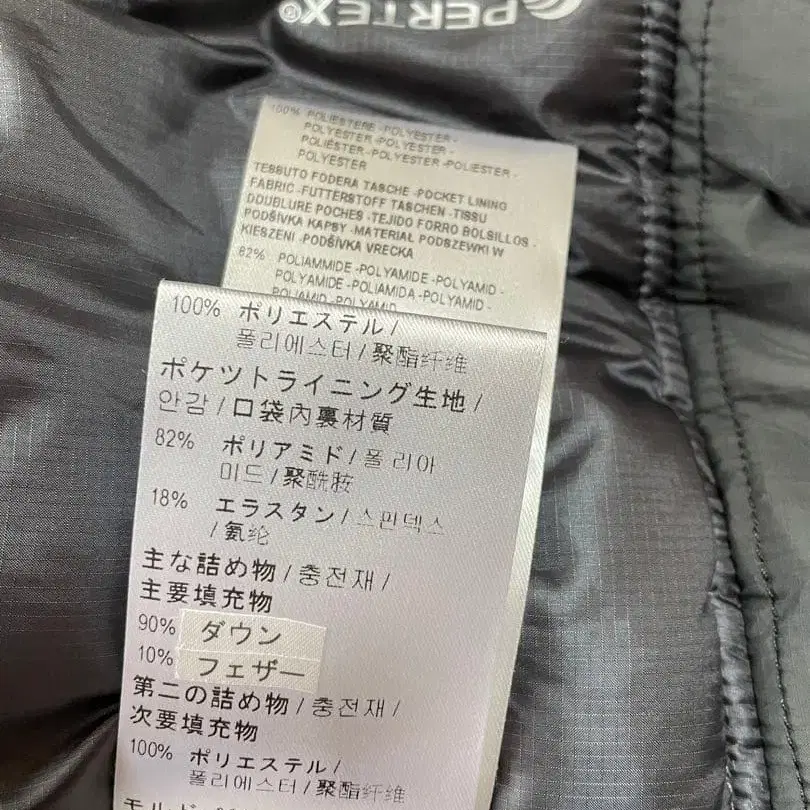 PERTEX®
100% POLIESTERE -POLYESTER -
POLYESTER -POLYESTER -
POLIÉSTER -POLYESTER -POLIESTER -
POLYESTER
TESSUTO FODERA TASCHE -POCKET LINING
FABRIC -FUTTERSTOFF TASCHEN -TISSU
DDUBLURE POCHES -TEJIDO FORRO BOLSILLOS -
PODŠÍVKA KAPSY -MATERIAŁ PODSZEWKI W
KIESZENI -PODŠÍVKA VRECKA
82% POLIAMMIDE -POLYAMIDE -POLYAMID -
POLYAMIDE -POLIAMIDA -POLYAMID -
POLIAMID -POLYAMID
100% ポリエステル /
폴리에스터 / 聚酯纤维
ポケツトライニング生地 /
안감 / 口袋內裏材質
82% ポリアミド / 폴리아
미드 / 聚酰胺
18% エラスタン / 스판덱스
/ 氨纶
主な詰め物 / 충전재 /
主要填充物
90% ダウン
10% フェザー
第二の詰め物 / 충전재 /
次要填充物
100% ポリエステル /
폴리에스터 / 聚酯纤维